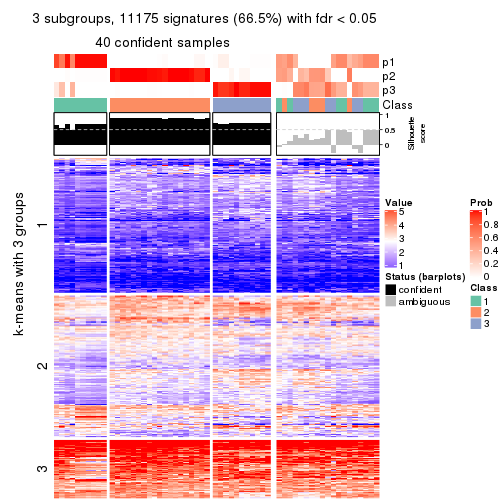 3 subgroups, 11175 signatures (66.5%) with fdr < 0.05
40 confident samples
p1
p2
p3
Class
1
0.5
0
Silhouette
score
k-means with 3 groups
1
2
3
Value
5
4
3
2
1
Status (barplots)
confident
ambiguous
Prob
1
0.8
0.6
0.4
0.2
0
Class
1
2
3